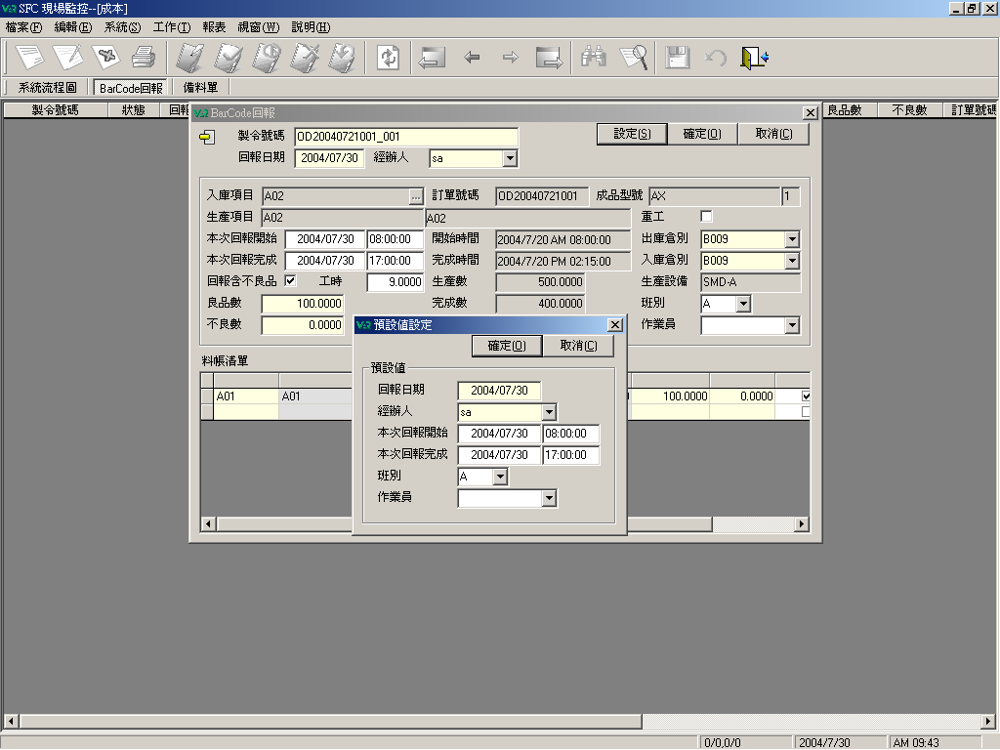 V2R SFC 現場監控--[成本]
檔案(F) 編輯(E) 系統(S) 工作(T) 報表 視窗(W) 說明(H)
系統流程圖 BarCode回報 備料單
製令號碼 狀態 回報 良品數 不良數 訂單號碼
V2R BarCode回報
製令號碼 OD20040721001_001 設定(S) 確定(O) 取消(C)
回報日期 2004/07/30 經辦人 sa
入庫項目 A02 ... 訂單號碼 OD20040721001 成品型號 AX 1
生產項目 A02 A02 重工
本次回報開始 2004/07/30 08:00:00 開始時間 2004/7/20 AM 08:00:00 出庫倉別 B009
本次回報完成 2004/07/30 17:00:00 完成時間 2004/7/20 PM 02:15:00 入庫倉別 B009
回報含不良品 工時 9.0000 生產數 500.0000 生產設備 SMD-A
良品數 100.0000 完成數 400.0000 班別 A
不良數 0.0000 作業員
料帳清單
A01 A01 100.0000 0.0000
V2R 預設值設定
確定(O) 取消(C)
預設值
回報日期 2004/07/30
經辦人 sa
本次回報開始 2004/07/30 08:00:00
本次回報完成 2004/07/30 17:00:00
班別 A
作業員
0/0,0/0 2004/7/30 AM 09:43